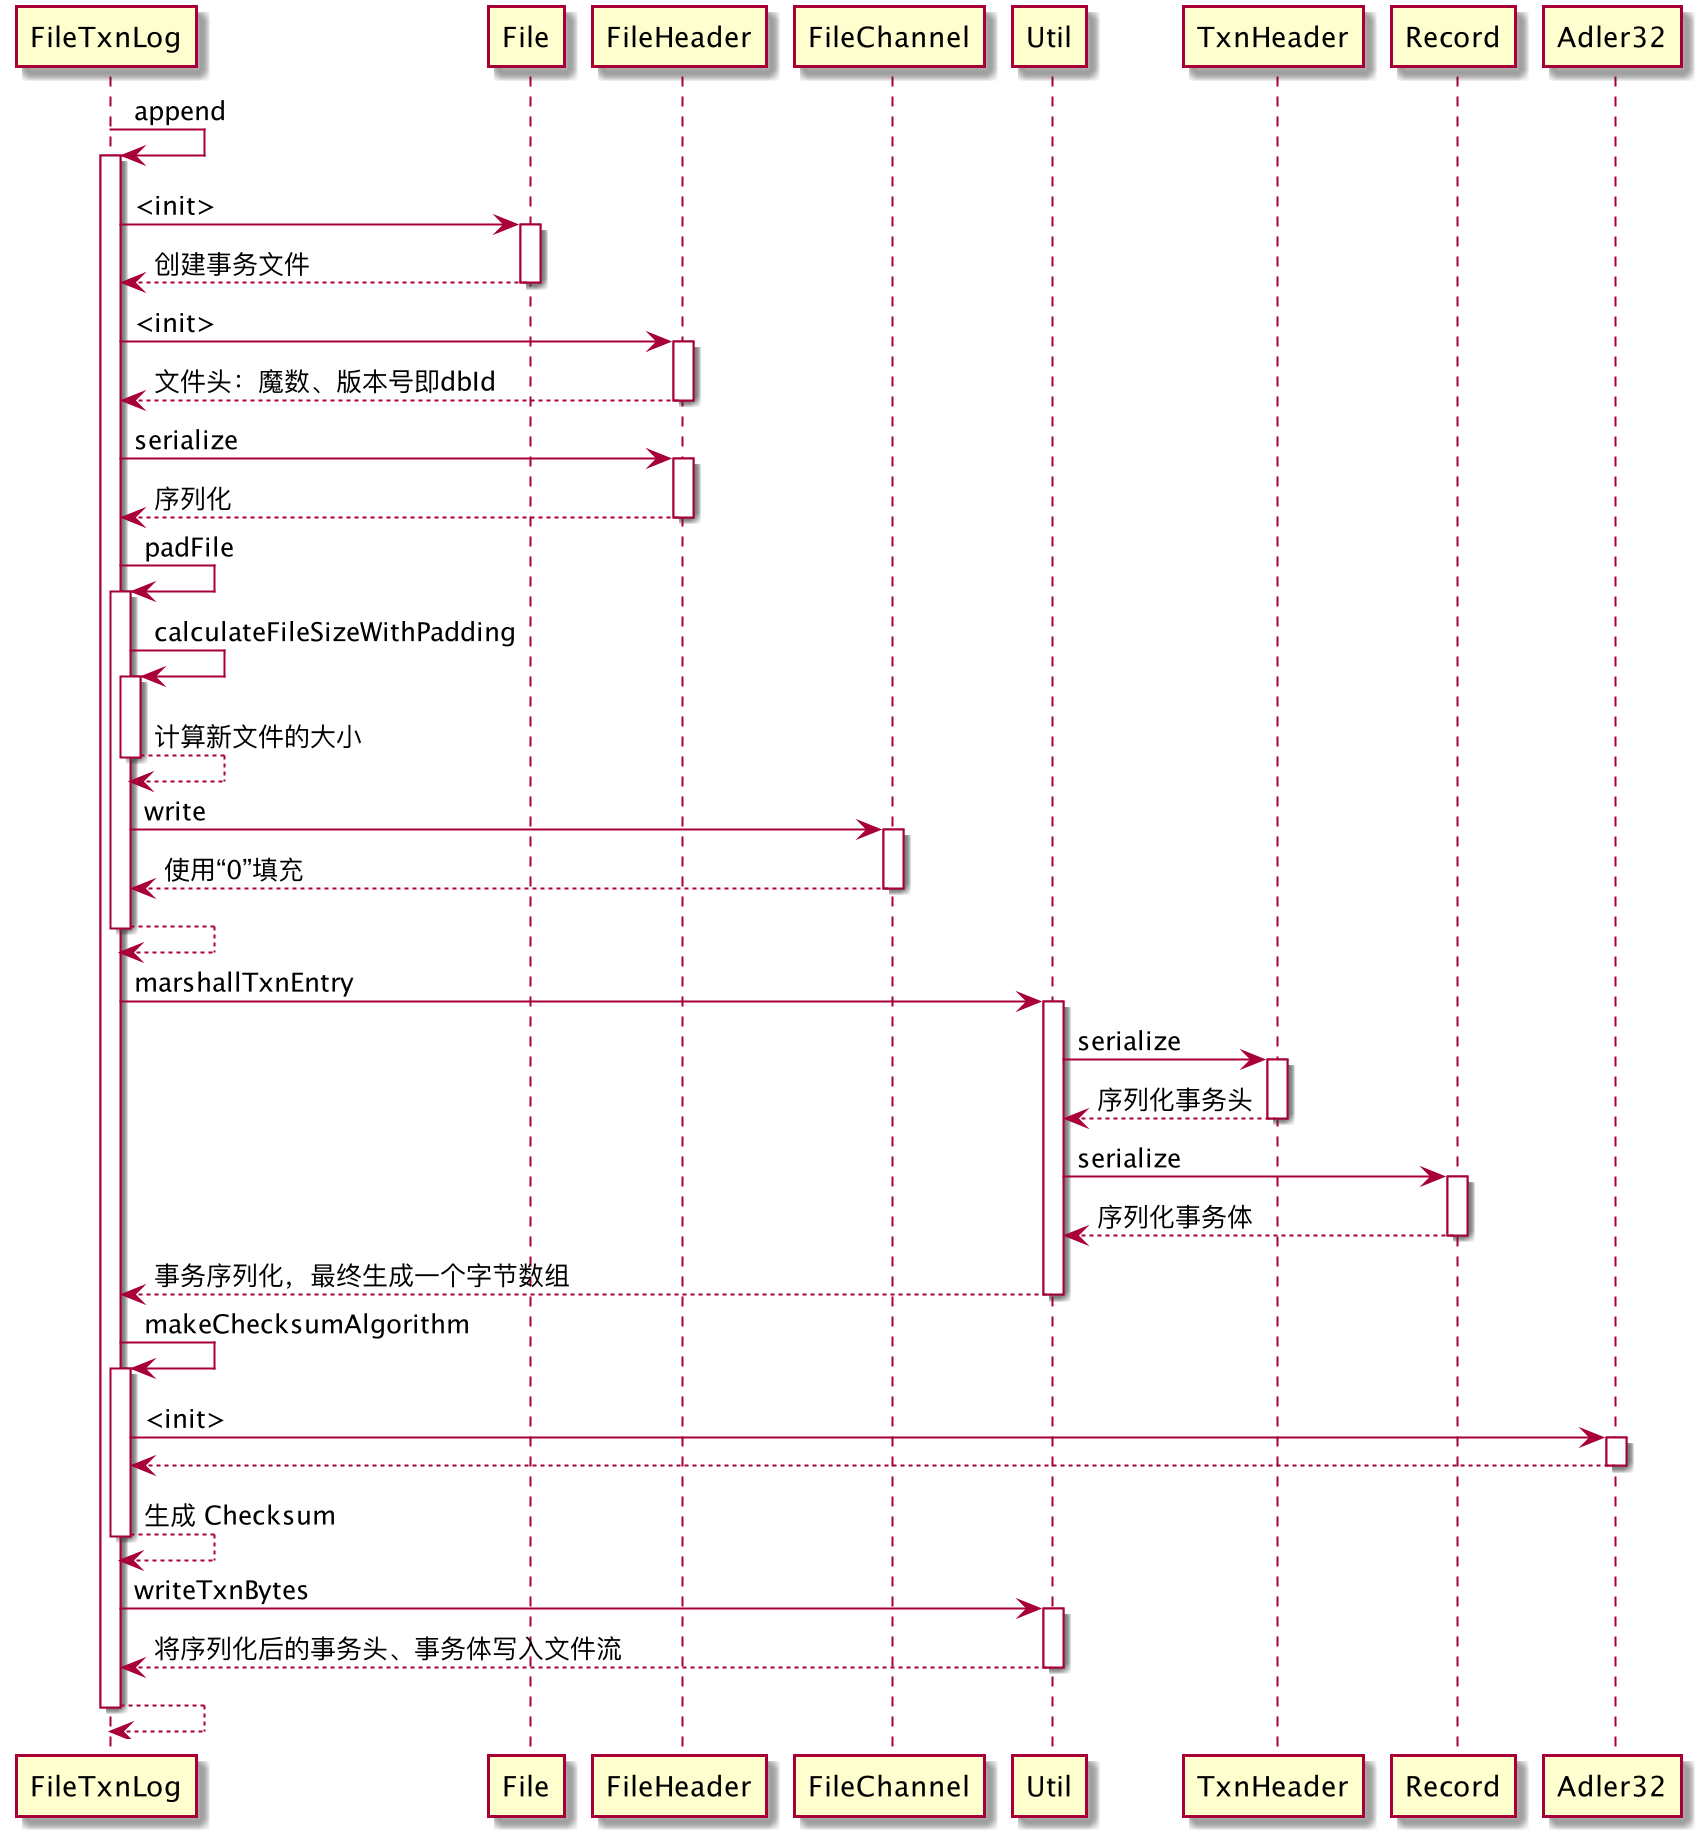 FileTxnLog File FileHeader FileChannel Util TxnHeader Record Adler32
append
<init>
创建事务文件
<init>
文件头：魔数、版本号即dbId
serialize
序列化
padFile
calculateFileSizeWithPadding
计算新文件的大小
write
使用“0”填充
marshallTxnEntry
serialize
序列化事务头
serialize
序列化事务体
事务序列化，最终生成一个字节数组
makeChecksumAlgorithm
<init>
生成 Checksum
writeTxnBytes
将序列化后的事务头、事务体写入文件流
FileTxnLog File FileHeader FileChannel Util TxnHeader Record Adler32